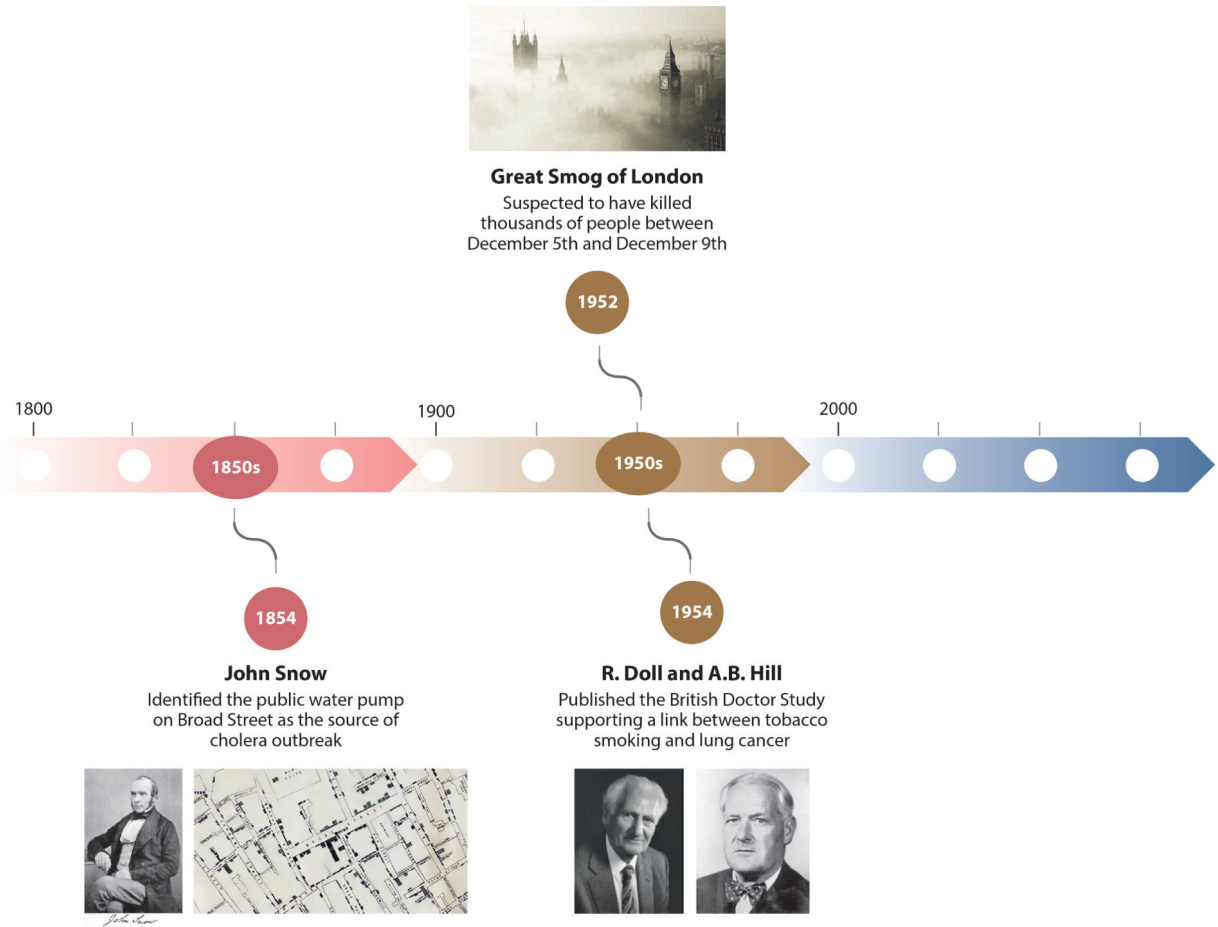 Great Smog of London
Suspected to have killed
thousands of people between
December 5th and December 9th
1952
1800
1900
2000
1850s
1950s
1854
1954
John Snow
Identified the public water pump
on Broad Street as the source of
cholera outbreak
R. Doll and A.B. Hill
Published the British Doctor Study
supporting a link between tobacco
smoking and lung cancer
John Snow